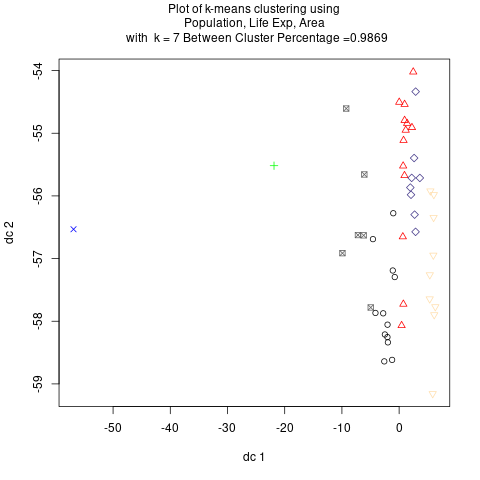 Plot of k-means clustering using
Population, Life Exp, Area
with  k = 7 Between Cluster Percentage =0.9869
-54
-55
-56
-57
-58
-59
dc 2
-50
-40
-30
-20
-10
0
dc 1